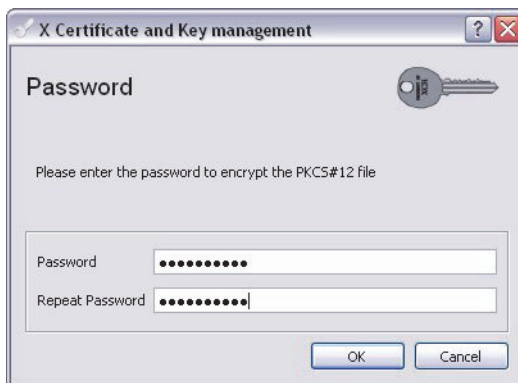 X Certificate and Key management
?
X
Password
Please enter the password to encrypt the PKCS#12 file
Password ●●●●●●●●●●
Repeat Password ●●●●●●●●●●
OK Cancel